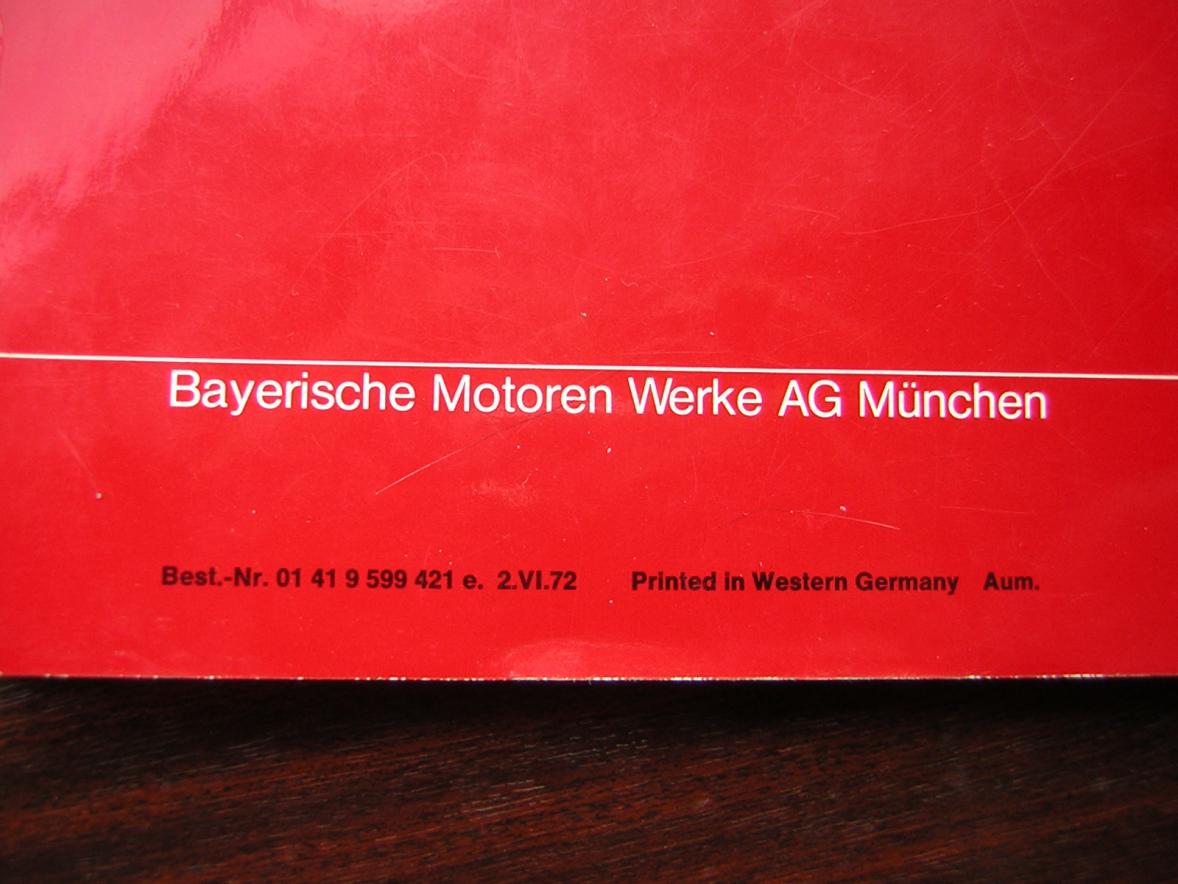 Bayerische Motoren Werke AG München
Best.-Nr. 01 41 9 599 421 e. 2.VI.72 Printed in Western Germany Aum.